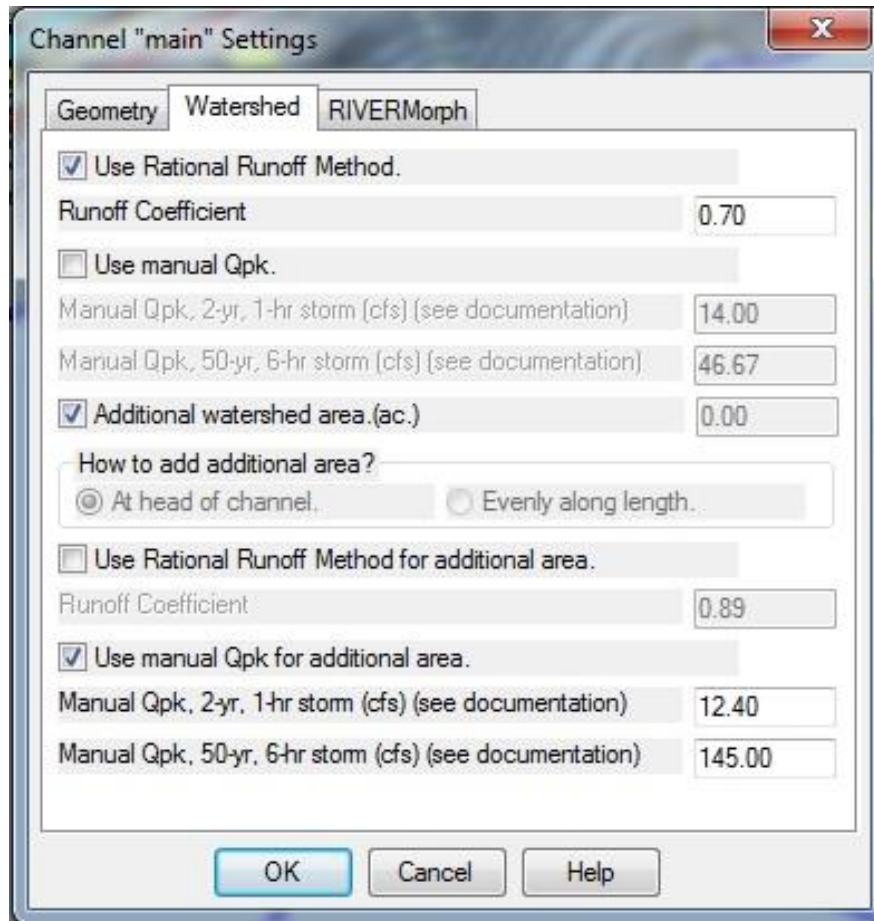 Channel "main" Settings
Geometry Watershed RIVERMorph
Use Rational Runoff Method.
Runoff Coefficient 0.70
Use manual Qpk.
Manual Qpk, 2-yr, 1-hr storm (cfs) (see documentation) 14.00
Manual Qpk, 50-yr, 6-hr storm (cfs) (see documentation) 46.67
Additional watershed area.(ac.) 0.00
How to add additional area?
At head of channel. Evenly along length.
Use Rational Runoff Method for additional area.
Runoff Coefficient 0.89
Use manual Qpk for additional area.
Manual Qpk, 2-yr, 1-hr storm (cfs) (see documentation) 12.40
Manual Qpk, 50-yr, 6-hr storm (cfs) (see documentation) 145.00
OK Cancel Help